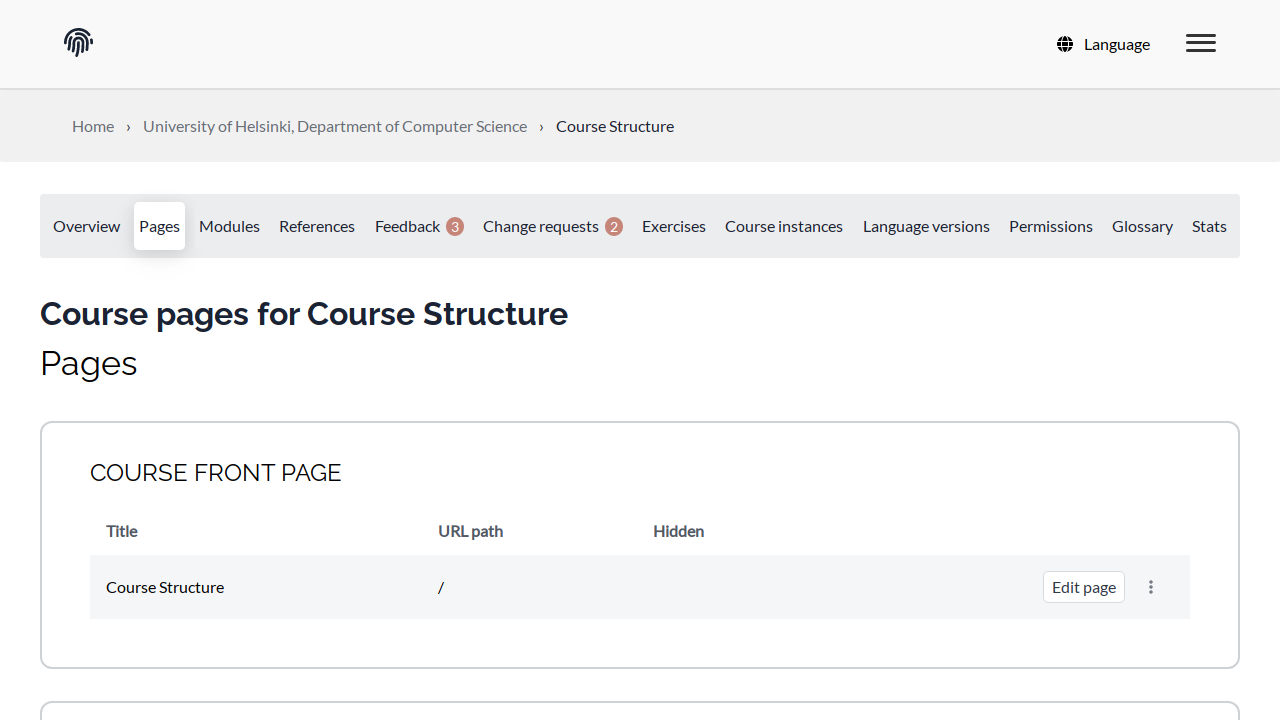 Language
Home › University of Helsinki, Department of Computer Science › Course Structure
Overview Pages Modules References Feedback 3 Change requests 2 Exercises Course instances Language versions Permissions Glossary Stats
Course pages for Course Structure
Pages
COURSE FRONT PAGE
Title URL path Hidden
Course Structure / Edit page